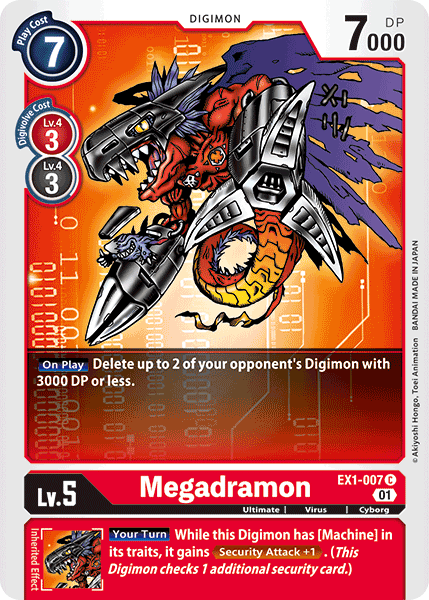 Play Cost
7
DIGIMON
DP
7000
Digivolve Cost
Lv.4
3
Lv.4
3
On Play Delete up to 2 of your opponent's Digimon with
3000 DP or less.
©Akiyoshi Hongo, Toei Animation BANDAI MADE IN JAPAN
Lv.5
Megadramon
EX1-007 C
01
Ultimate | Virus | Cyborg
Inherited Effect
Your Turn While this Digimon has [Machine] in
its traits, it gains Security Attack +1 . (This
Digimon checks 1 additional security card.)